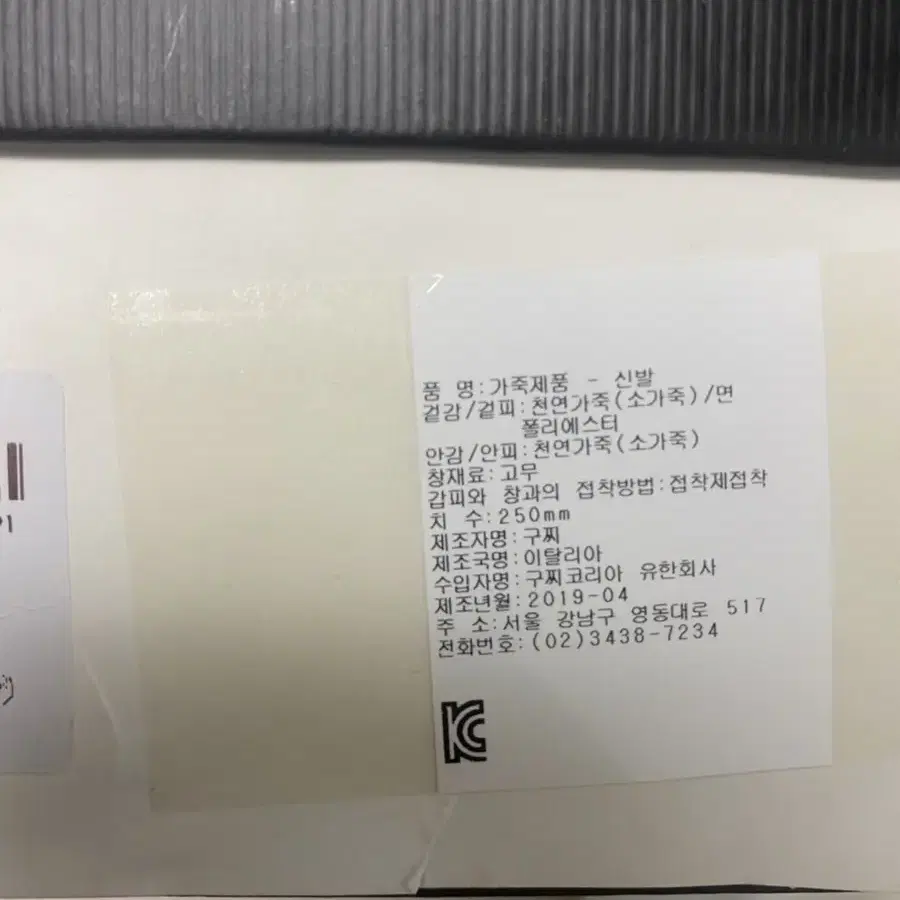 품 명:가죽제품 - 신발
겉감/겉피:천연가죽(소가죽)/면
폴리에스터
안감/안피:천연가죽(소가죽)
창재료:고무
갑피와 창과의 접착방법:접착제접착
치 수:250mm
제조자명:구찌
제조국명:이탈리아
수입자명:구찌코리아 유한회사
제조년월:2019-04
주 소:서울 강남구 영동대로 517
전화번호:(02)3438-7234
KC